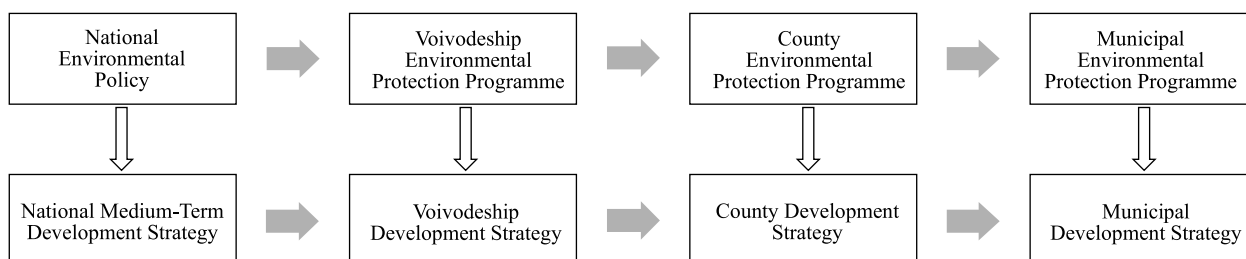 National
Environmental
Policy
Voivodeship
Environmental
Protection Programme
County
Environmental
Protection Programme
Municipal
Environmental
Protection Programme
National Medium-Term
Development Strategy
Voivodeship
Development Strategy
County Development
Strategy
Municipal
Development Strategy